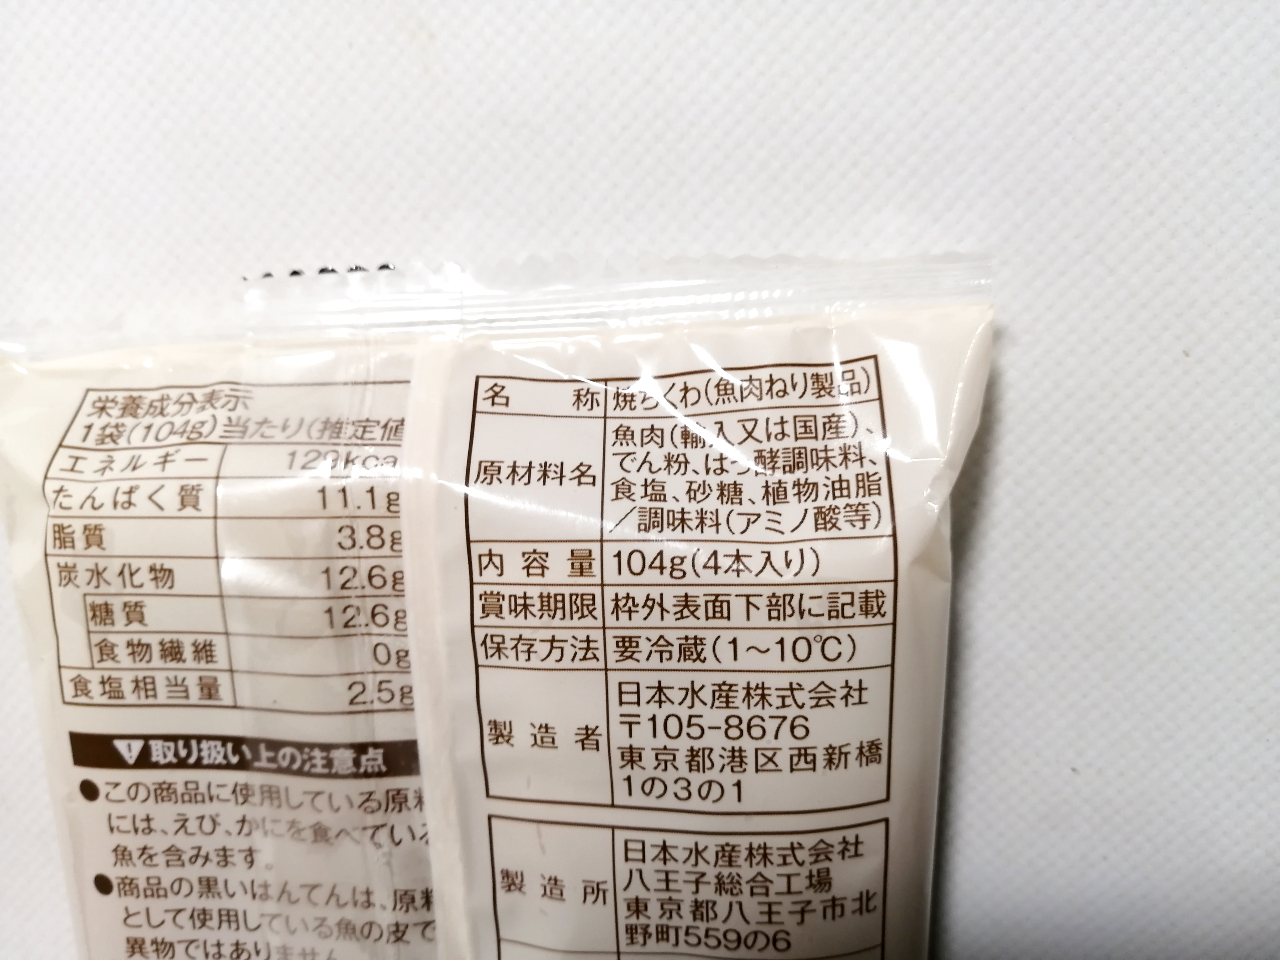 栄養成分表示
1袋(104g)当たり(推定値
エネルギー 129kca
たんぱく質 11.1g
脂質 3.8g
炭水化物 12.6g
糖質 12.6g
食物繊維 0g
食塩相当量 2.5g
取り扱い上の注意点
●この商品に使用している原料
には、えび、かにを食べている
魚を含みます。
●商品の黒いはんてんは、原料
として使用している魚の皮で
異物ではありません
名称 焼ちくわ(魚肉ねり製品)
原材料名 魚肉(輸入又は国産)、
でん粉、はっ酵調味料、
食塩、砂糖、植物油脂
/調味料(アミノ酸等)
内容量 104g(4本入り)
賞味期限 枠外表面下部に記載
保存方法 要冷蔵(1～10℃)
製造者 日本水産株式会社
〒105-8676
東京都港区西新橋
1の3の1
製造所 日本水産株式会社
八王子総合工場
東京都八王子市北
野町559の6